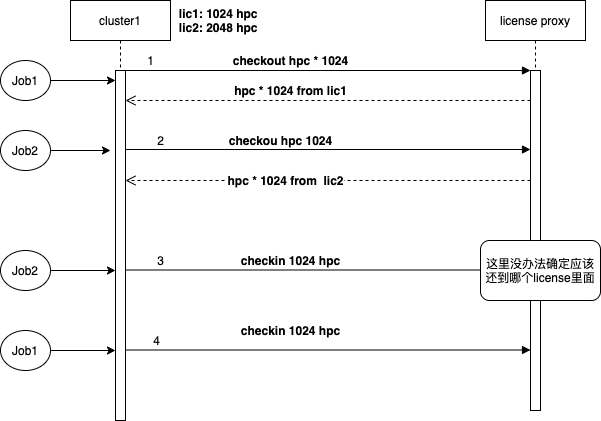 cluster1
lic1: 1024 hpc
lic2: 2048 hpc
license proxy
1
checkout hpc * 1024
Job1
hpc * 1024 from lic1
2
checkou hpc 1024
Job2
hpc * 1024 from lic2
3
checkin 1024 hpc
Job2
这里没办法确定应该
还到哪个license里面
checkin 1024 hpc
4
Job1